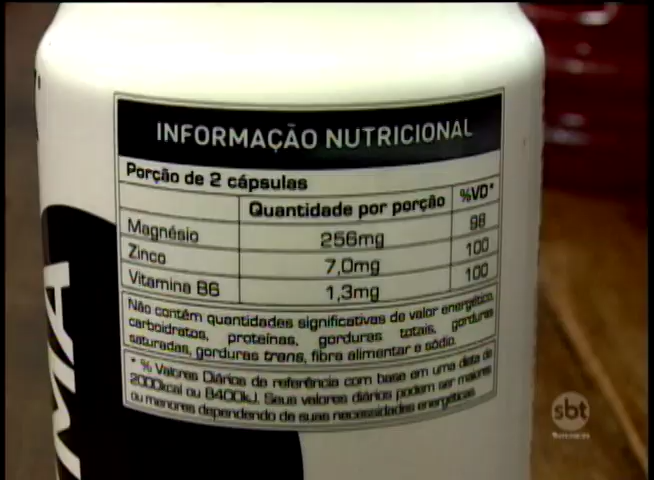 INFORMAÇÃO NUTRICIONAL
Porção de 2 cápsulas
Quantidade por porção %VD*
Magnésio 256mg 98
Zinco 7,0mg 100
Vitamina B6 1,3mg 100
Não contém quantidades significativas de valor energético,
carboidratos, proteínas, gorduras totais, gorduras
saturadas, gorduras trans, fibra alimentar e sódio.
* % Valores Diários de referência com base em uma dieta de
2000kcal ou 8400kJ. Seus valores diários podem ser maiores
ou menores dependendo de suas necessidades energéticas.
MA
sbt